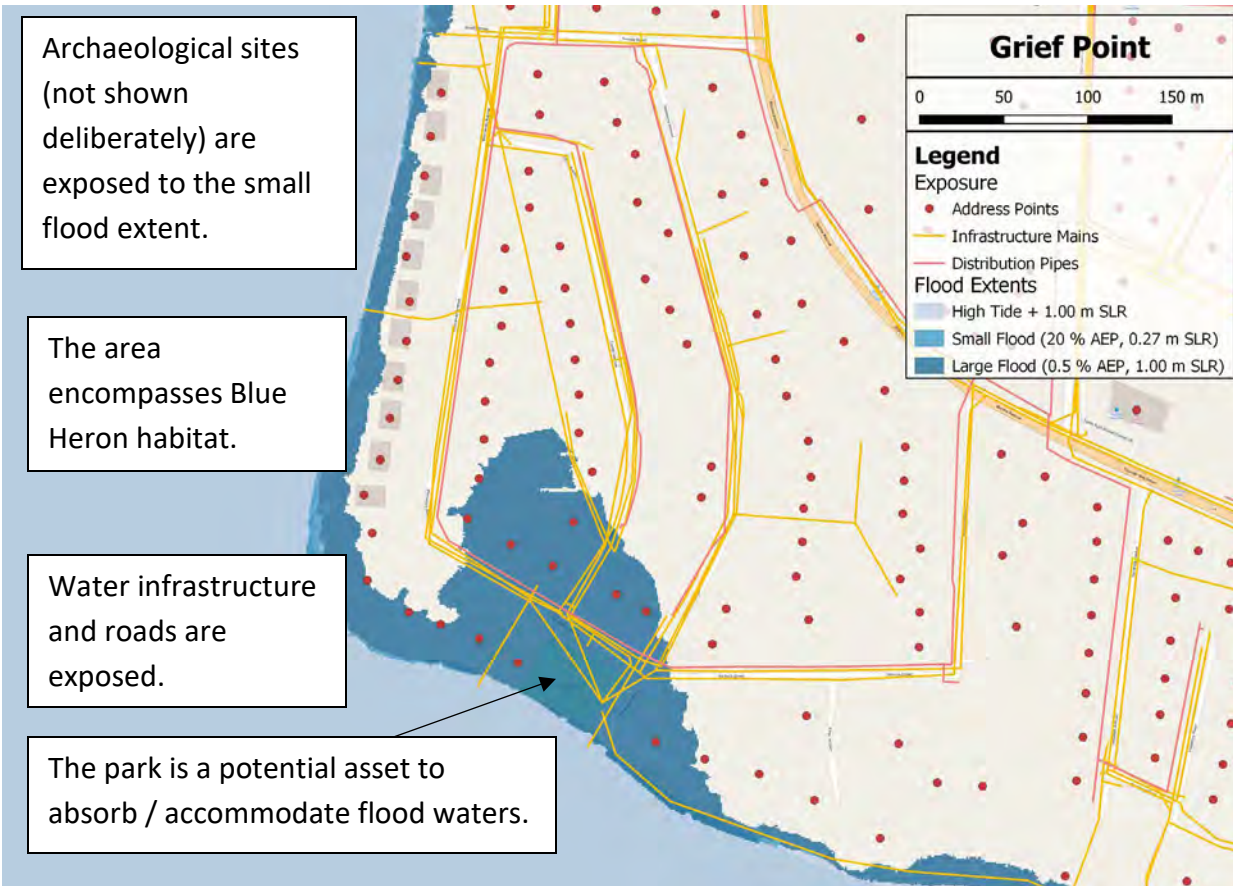 Archaeological sites
(not shown
deliberately) are
exposed to the small
flood extent.
The area
encompasses Blue
Heron habitat.
Water infrastructure
and roads are
exposed.
The park is a potential asset to
absorb / accommodate flood waters.
Grief Point
0 50 100 150 m
Legend
Exposure
Address Points
Infrastructure Mains
Distribution Pipes
Flood Extents
High Tide + 1.00 m SLR
Small Flood (20 % AEP, 0.27 m SLR)
Large Flood (0.5 % AEP, 1.00 m SLR)